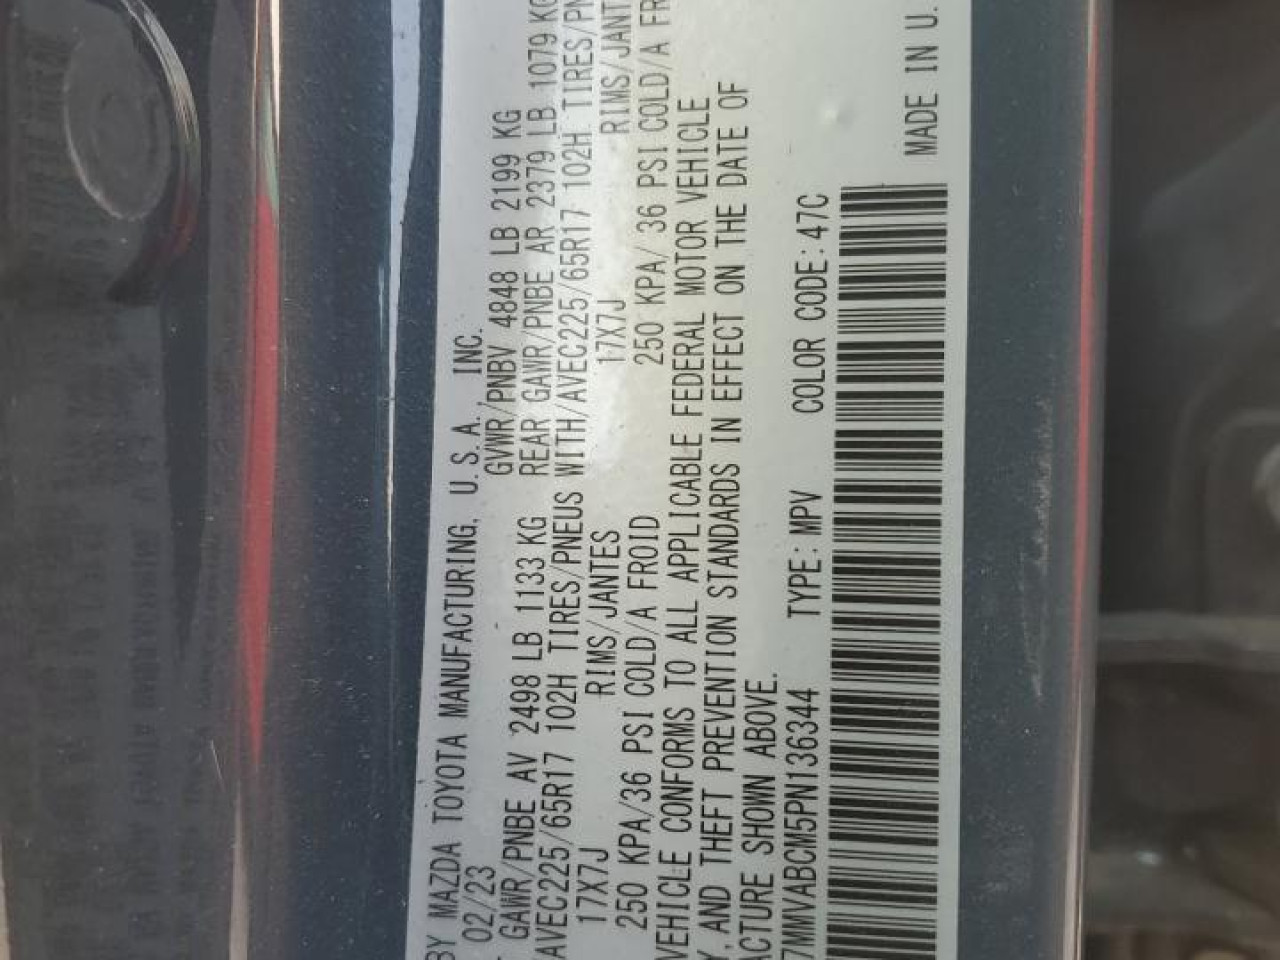 BY MAZDA TOYOTA MANUFACTURING, U.S.A., INC.
02/23 GVWR/PNBV 4848 LB 2199 KG
GAWR/PNBE AV 2498 LB 1133 KG REAR GAWR/PNBE AR 2379 LB 1079 KG
/AVEC225/65R17 102H TIRES/PNEUS WITH/AVEC225/65R17 102H TIRES/PN
17X7J RIMS/JANTES 17X7J RIMS/JANT
250 KPA/36 PSI COLD/A FROID 250 KPA/ 36 PSI COLD/A FR
VEHICLE CONFORMS TO ALL APPLICABLE FEDERAL MOTOR VEHICLE
Y, AND THEFT PREVENTION STANDARDS IN EFFECT ON THE DATE OF
ACTURE SHOWN ABOVE.
7MMVABCM5PN136344 TYPE: MPV COLOR CODE: 47C
MADE IN U.